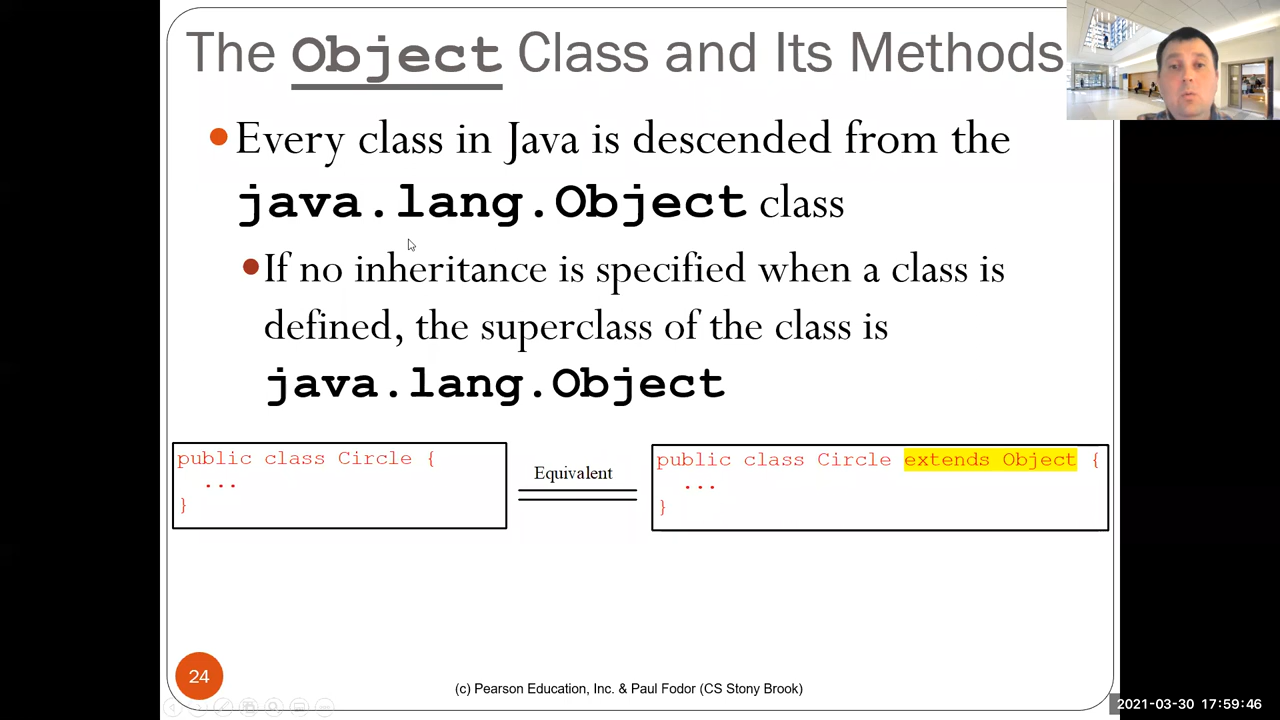 The Object Class and Its Methods
Every class in Java is descended from the
java.lang.Object class
If no inheritance is specified when a class is
defined, the superclass of the class is
java.lang.Object
public class Circle {
...
}
Equivalent
public class Circle extends Object {
...
}
24
(c) Pearson Education, Inc. & Paul Fodor (CS Stony Brook)
2021-03-30 17:59:46